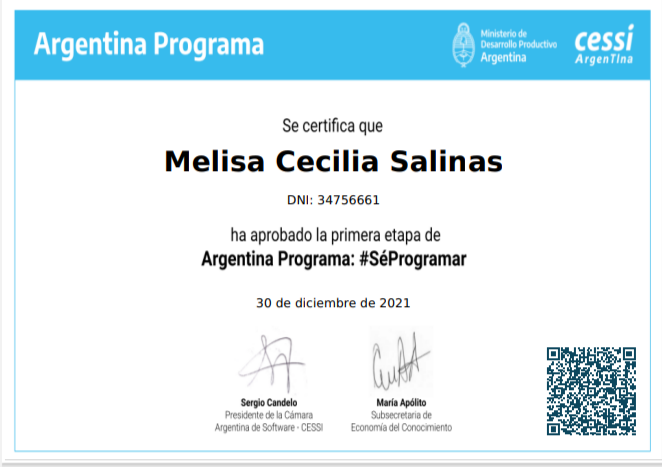 Argentina Programa
Ministerio de
Desarrollo Productivo
Argentina
cessi
ArgenTIna
Se certifica que
Melisa Cecilia Salinas
DNI: 34756661
ha aprobado la primera etapa de
Argentina Programa: #SéProgramar
30 de diciembre de 2021
Sergio Candelo
Presidente de la Cámara
Argentina de Software - CESSI
María Apólito
Subsecretaria de
Economía del Conocimiento